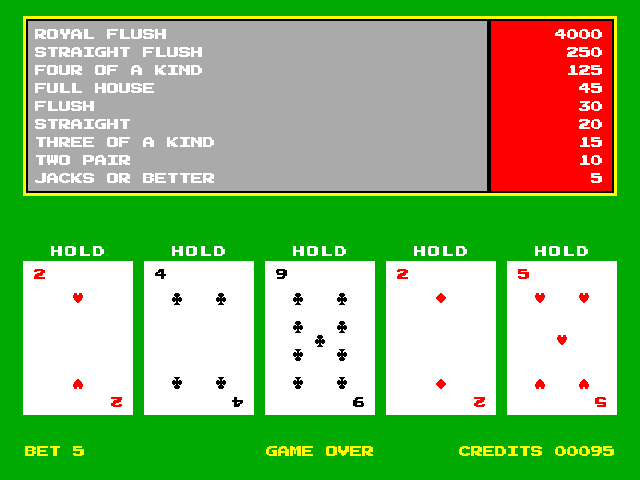 ROYAL FLUSH 4000
STRAIGHT FLUSH 250
FOUR OF A KIND 125
FULL HOUSE 45
FLUSH 30
STRAIGHT 20
THREE OF A KIND 15
TWO PAIR 10
JACKS OR BETTER 5
HOLD HOLD HOLD HOLD HOLD
2 4 9 2 5
2 4 9 2 5
BET 5 GAME OVER CREDITS 00095